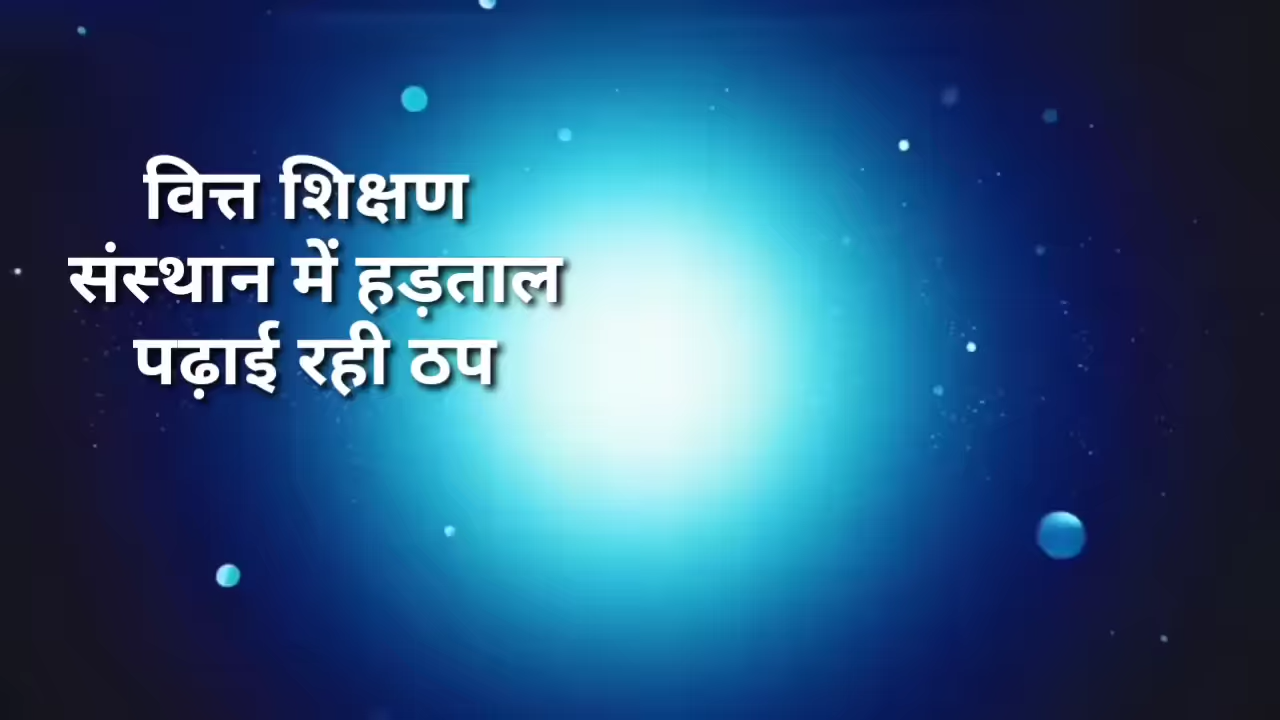 वित्त शिक्षण
संस्थान में हड़ताल
पढ़ाई रही ठप